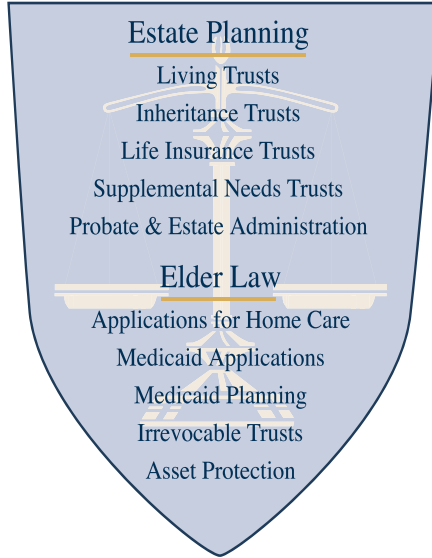 Estate Planning
Living Trusts
Inheritance Trusts
Life Insurance Trusts
Supplemental Needs Trusts
Probate & Estate Administration
Elder Law
Applications for Home Care
Medicaid Applications
Medicaid Planning
Irrevocable Trusts
Asset Protection